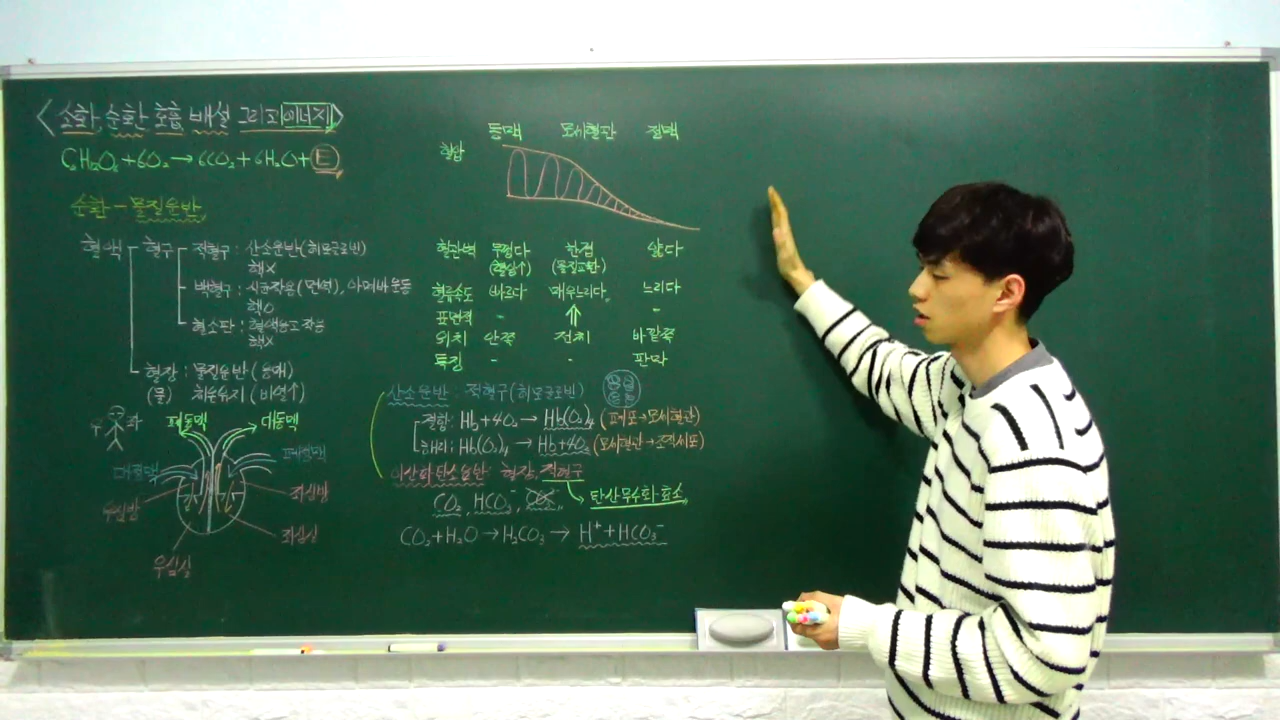 <소화, 순환, 호흡, 배설 그리고 에너지>
C₆H₁₂O₆+6O₂→6CO₂+6H₂O+E
순환-물질운반
혈액 혈구 적혈구: 산소운반(헤모글로빈)
핵X
백혈구: 식균작용(면역), 아메바운동
핵O
혈소판: 혈액응고 작용
핵X
혈장: 물질운반(용매)
(물) 체온유지(비열↑)
우 좌
폐동맥 대동맥
대정맥 폐정맥
우심방 좌심방
우심실 좌심실
동맥 모세혈관 정맥
혈압
혈관벽 두껍다 한겹 얇다
(혈압↑) (물질교환)
혈류속도 빠르다 매우느리다 느리다
표면적 - ⇑ -
위치 안쪽 전체 바깥쪽
특징 - - 판막
산소운반: 적혈구(헤모글로빈)
결합: Hb+4O₂→Hb(O₂)₄(폐포→모세혈관)
해리: Hb(O₂)₄→Hb+4O₂(모세혈관→조직세포)
이산화탄소운반: 혈장, 적혈구
CO₂, HCO₃⁻, 탄산무수화효소
CO₂+H₂O→H₂CO₃→H⁺+HCO₃⁻